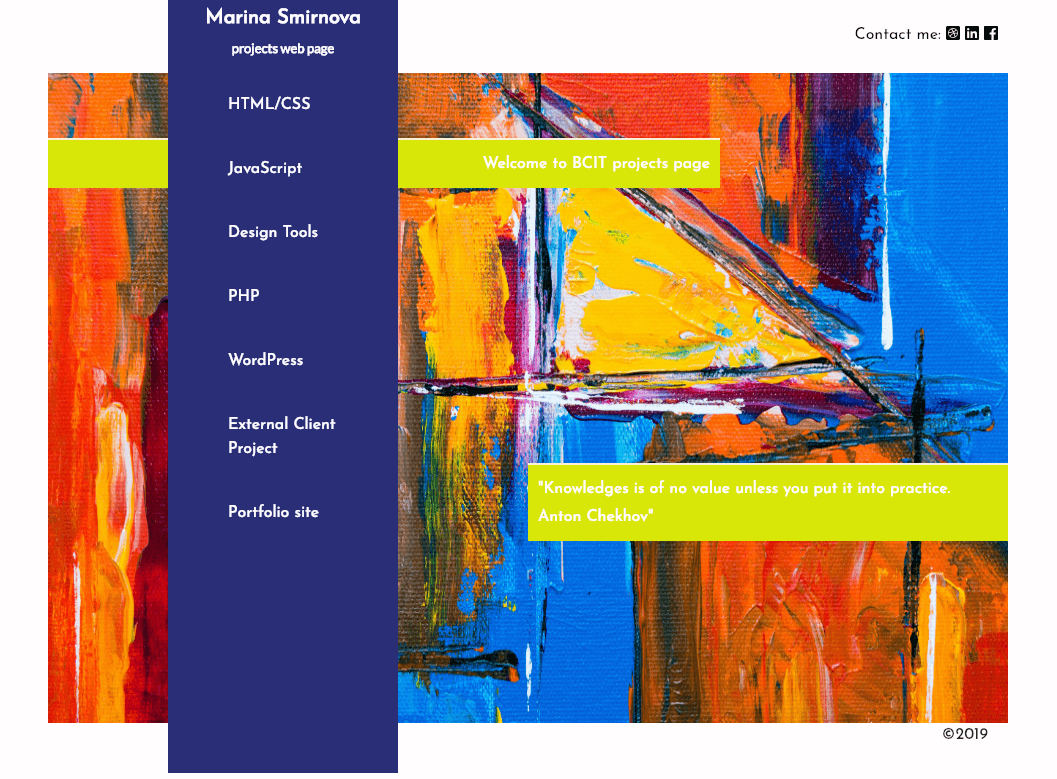 Marina Smirnova
projects web page
Contact me:
HTML/CSS
JavaScript
Design Tools
PHP
WordPress
External Client
Project
Portfolio site
Welcome to BCIT projects page
"Knowledges is of no value unless you put it into practice.
Anton Chekhov"
©2019